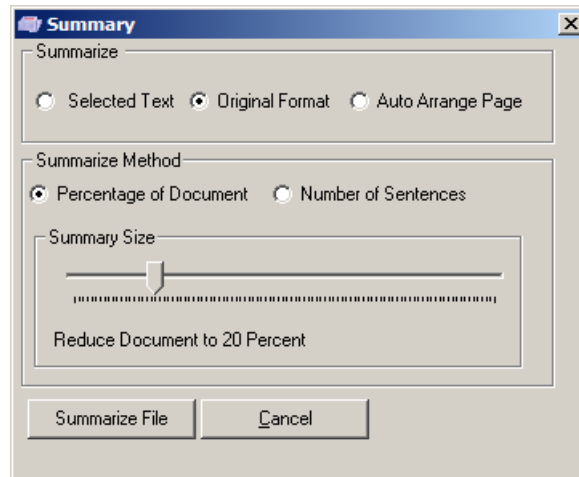 Summary
Summarize
Selected Text Original Format Auto Arrange Page
Summarize Method
Percentage of Document Number of Sentences
Summary Size
Reduce Document to 20 Percent
Summarize File Cancel